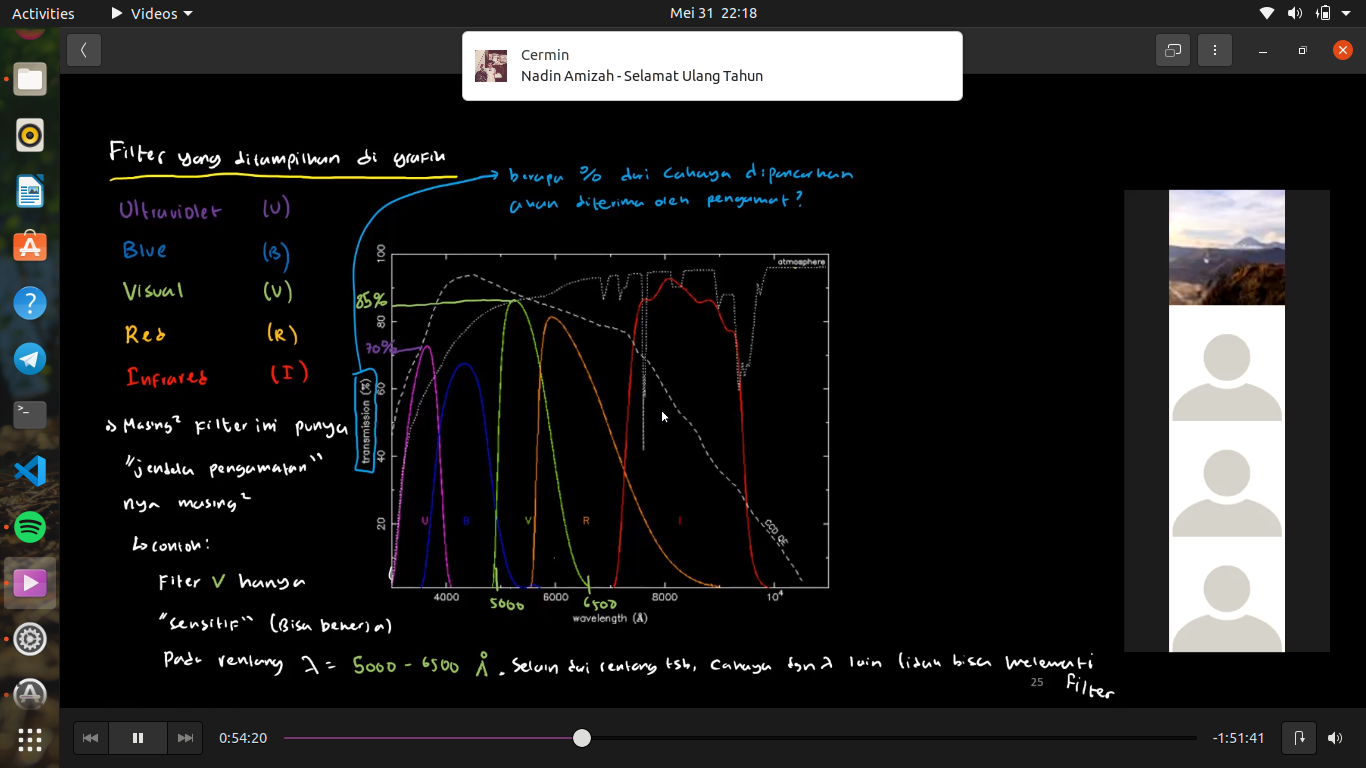 Activities
Videos
Mei 31 22:18
Cermin
Nadin Amizah - Selamat Ulang Tahun
Filter yang ditampilkan di grafik
berapa % dari cahaya dipancarkan
akan diterima oleh pengamat?
Ultraviolet (U)
Blue (B)
Visual (V)
Red (R)
Infrared (I)
Masing² filter ini punya
"jendela pengamatan"
nya masing²
contoh:
Filter V hanya
"sensitif" (bisa bekerja)
Pada rentang λ = 5000 - 6500 Å. Selain dari rentang tsb, cahaya dgn λ lain tidak bisa melewati
filter
100
80
60
40
20
85%
70%
transmission (%)
atmosphere
CCD QE
U B V R I
4000 6000 8000 10⁴
5000 6500
wavelength (Å)
25
0:54:20
-1:51:41